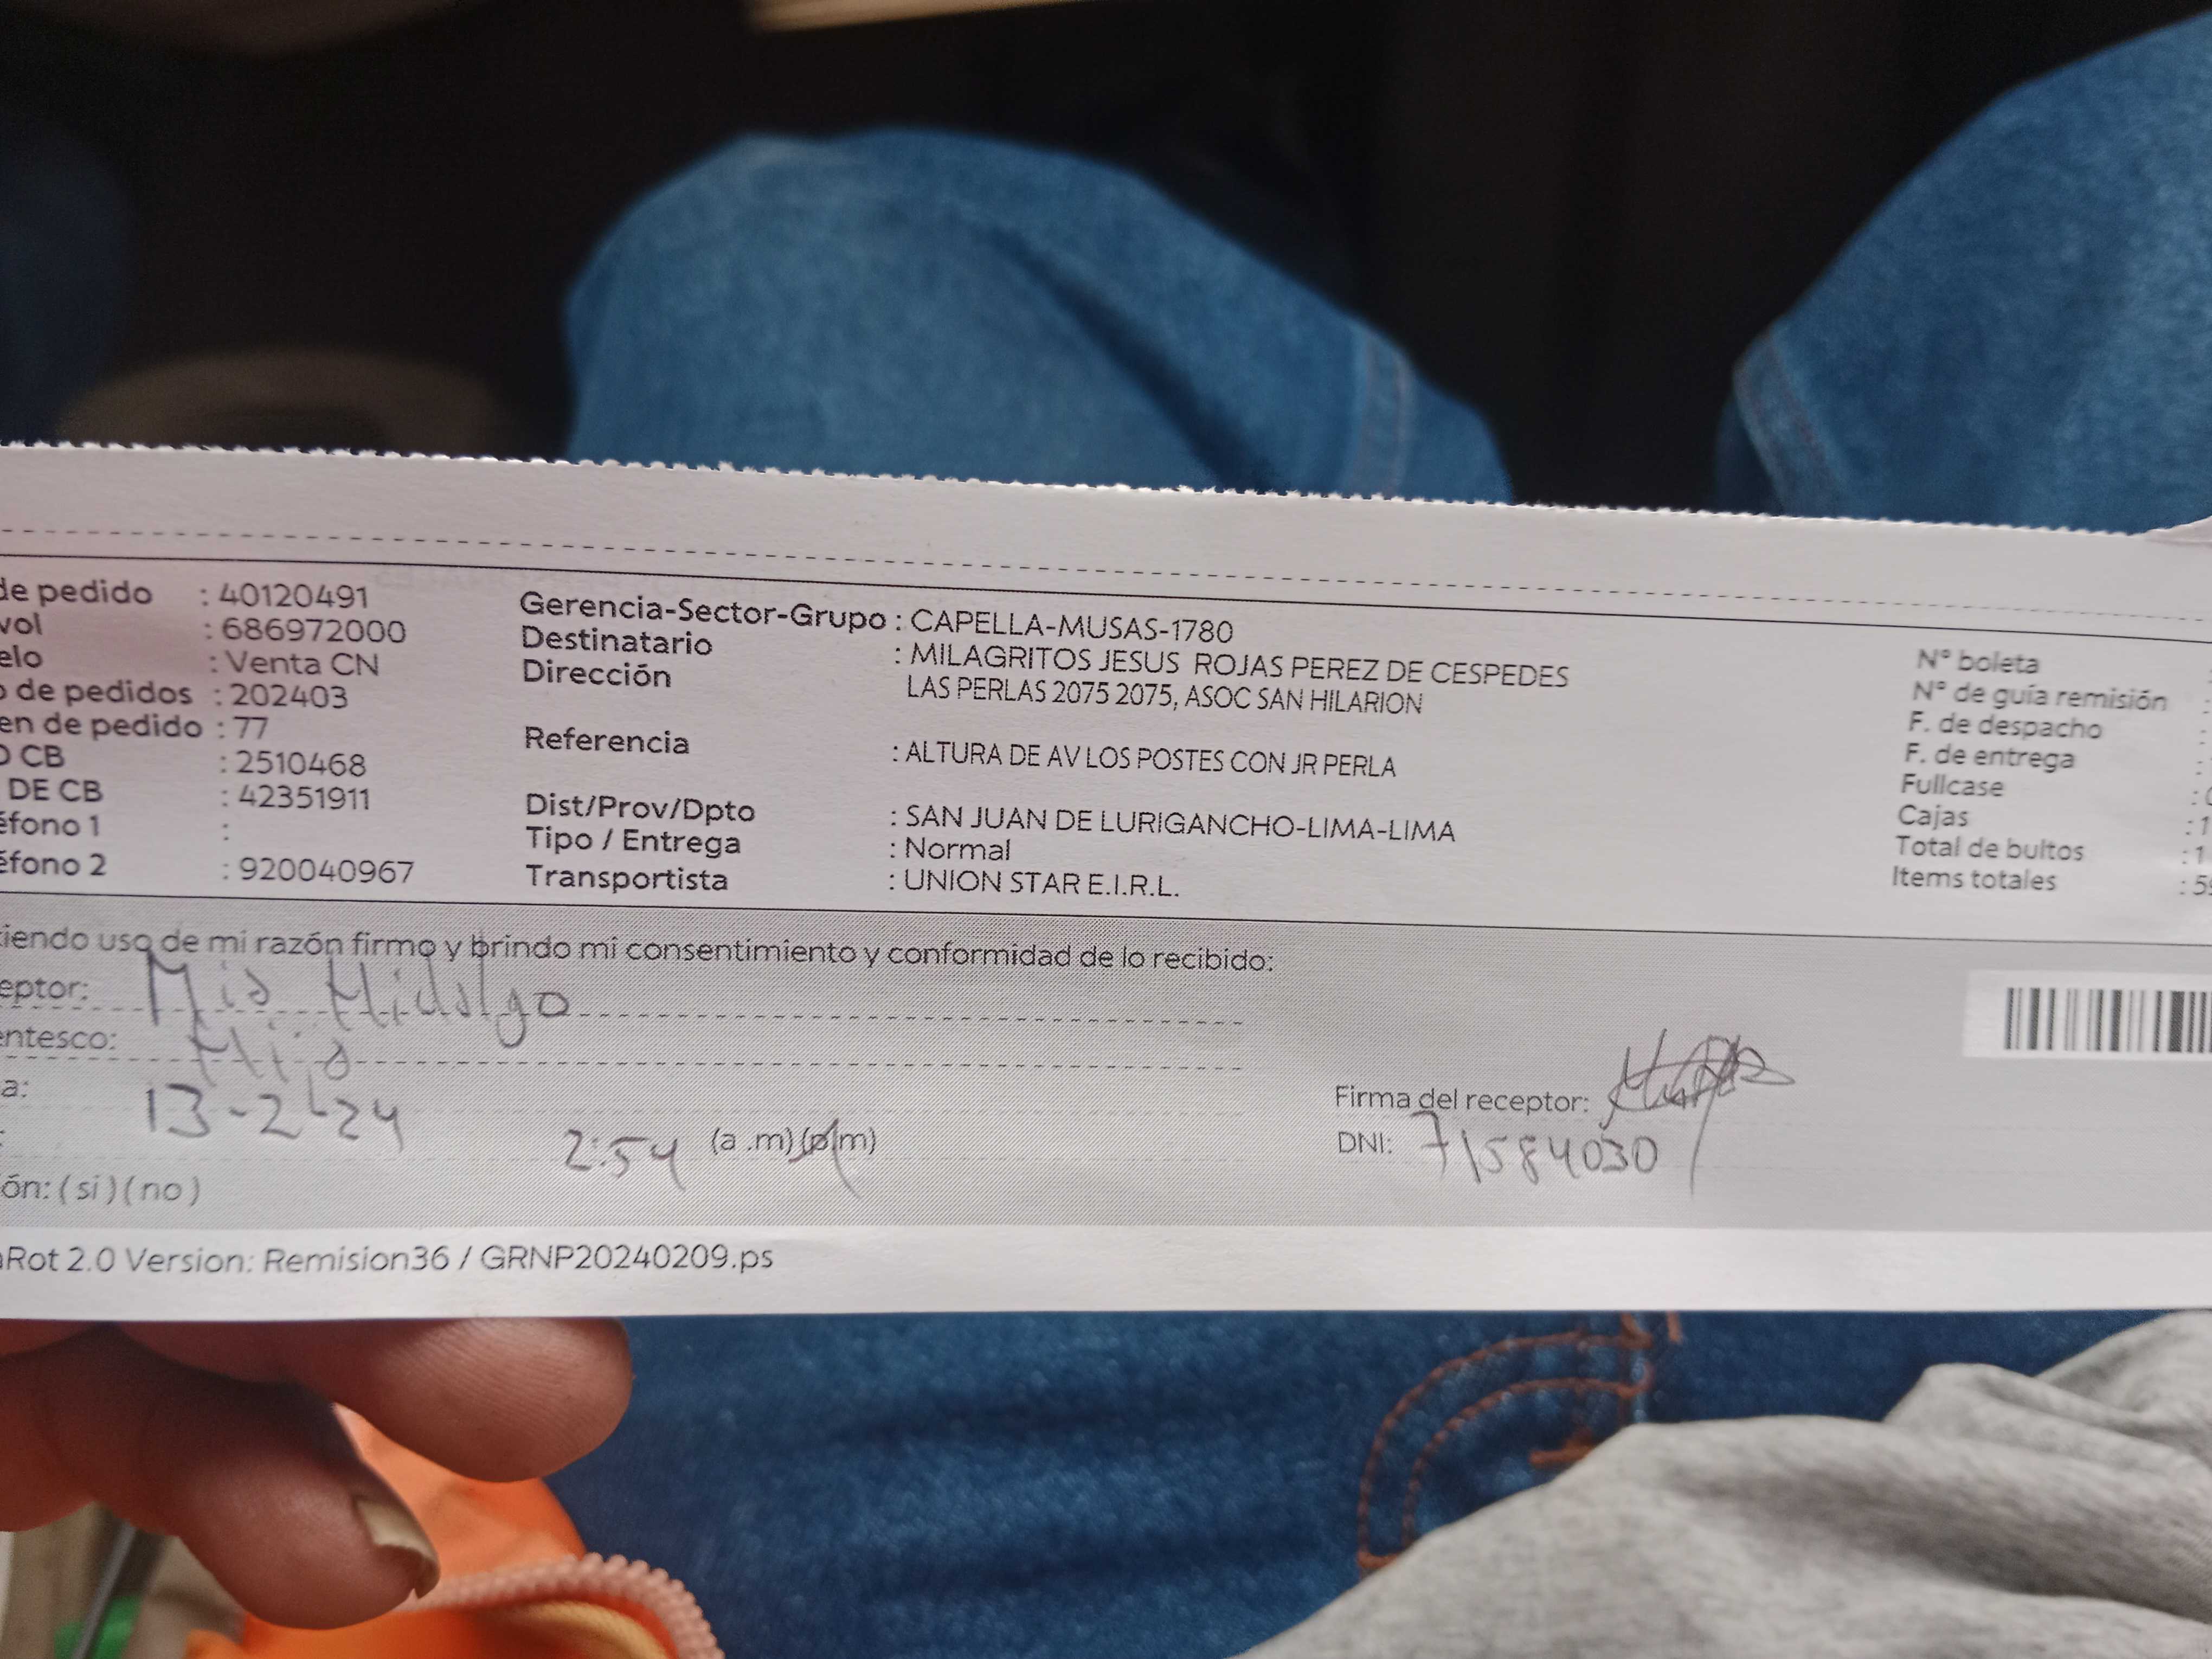 de pedido : 40120491
vol : 686972000
elo : Venta CN
o de pedidos : 202403
en de pedido : 77
O CB : 2510468
DE CB : 42351911
éfono 1 :
éfono 2 : 920040967
Gerencia-Sector-Grupo : CAPELLA-MUSAS-1780
Destinatario : MILAGRITOS JESUS ROJAS PEREZ DE CESPEDES
Dirección LAS PERLAS 2075 2075, ASOC SAN HILARION
Referencia : ALTURA DE AV LOS POSTES CON JR PERLA
Dist/Prov/Dpto : SAN JUAN DE LURIGANCHO-LIMA-LIMA
Tipo / Entrega : Normal
Transportista : UNION STAR E.I.R.L.
N° boleta :
N° de guía remisión :
F. de despacho :
F. de entrega :
Fullcase :
Cajas : 1
Total de bultos : 1
Items totales : 5
iendo uso de mi razón firmo y brindo mi consentimiento y conformidad de lo recibido:
eptor: Mia Hidalgo
entesco: Hija
a: 13-2-24
: 2:54 (a .m) (p.m)
Firma del receptor:
DNI: 71584030
ón: ( si ) ( no )
Rot 2.0 Version: Remision36 / GRNP20240209.ps